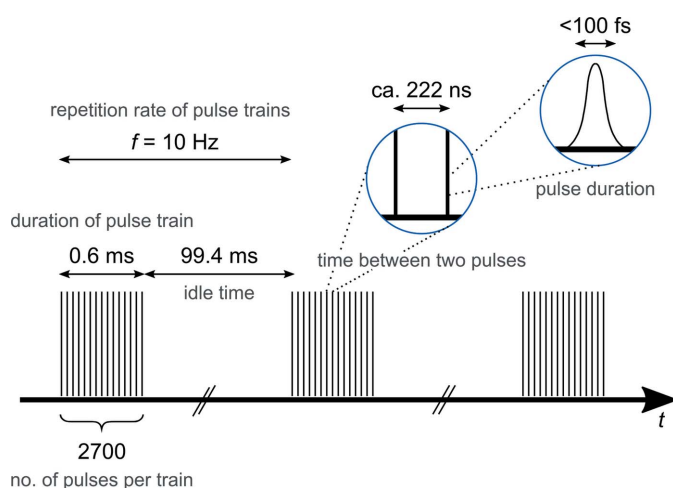 <100 fs
ca. 222 ns
repetition rate of pulse trains
f = 10 Hz
pulse duration
duration of pulse train
0.6 ms
99.4 ms
time between two pulses
idle time
t
2700
no. of pulses per train